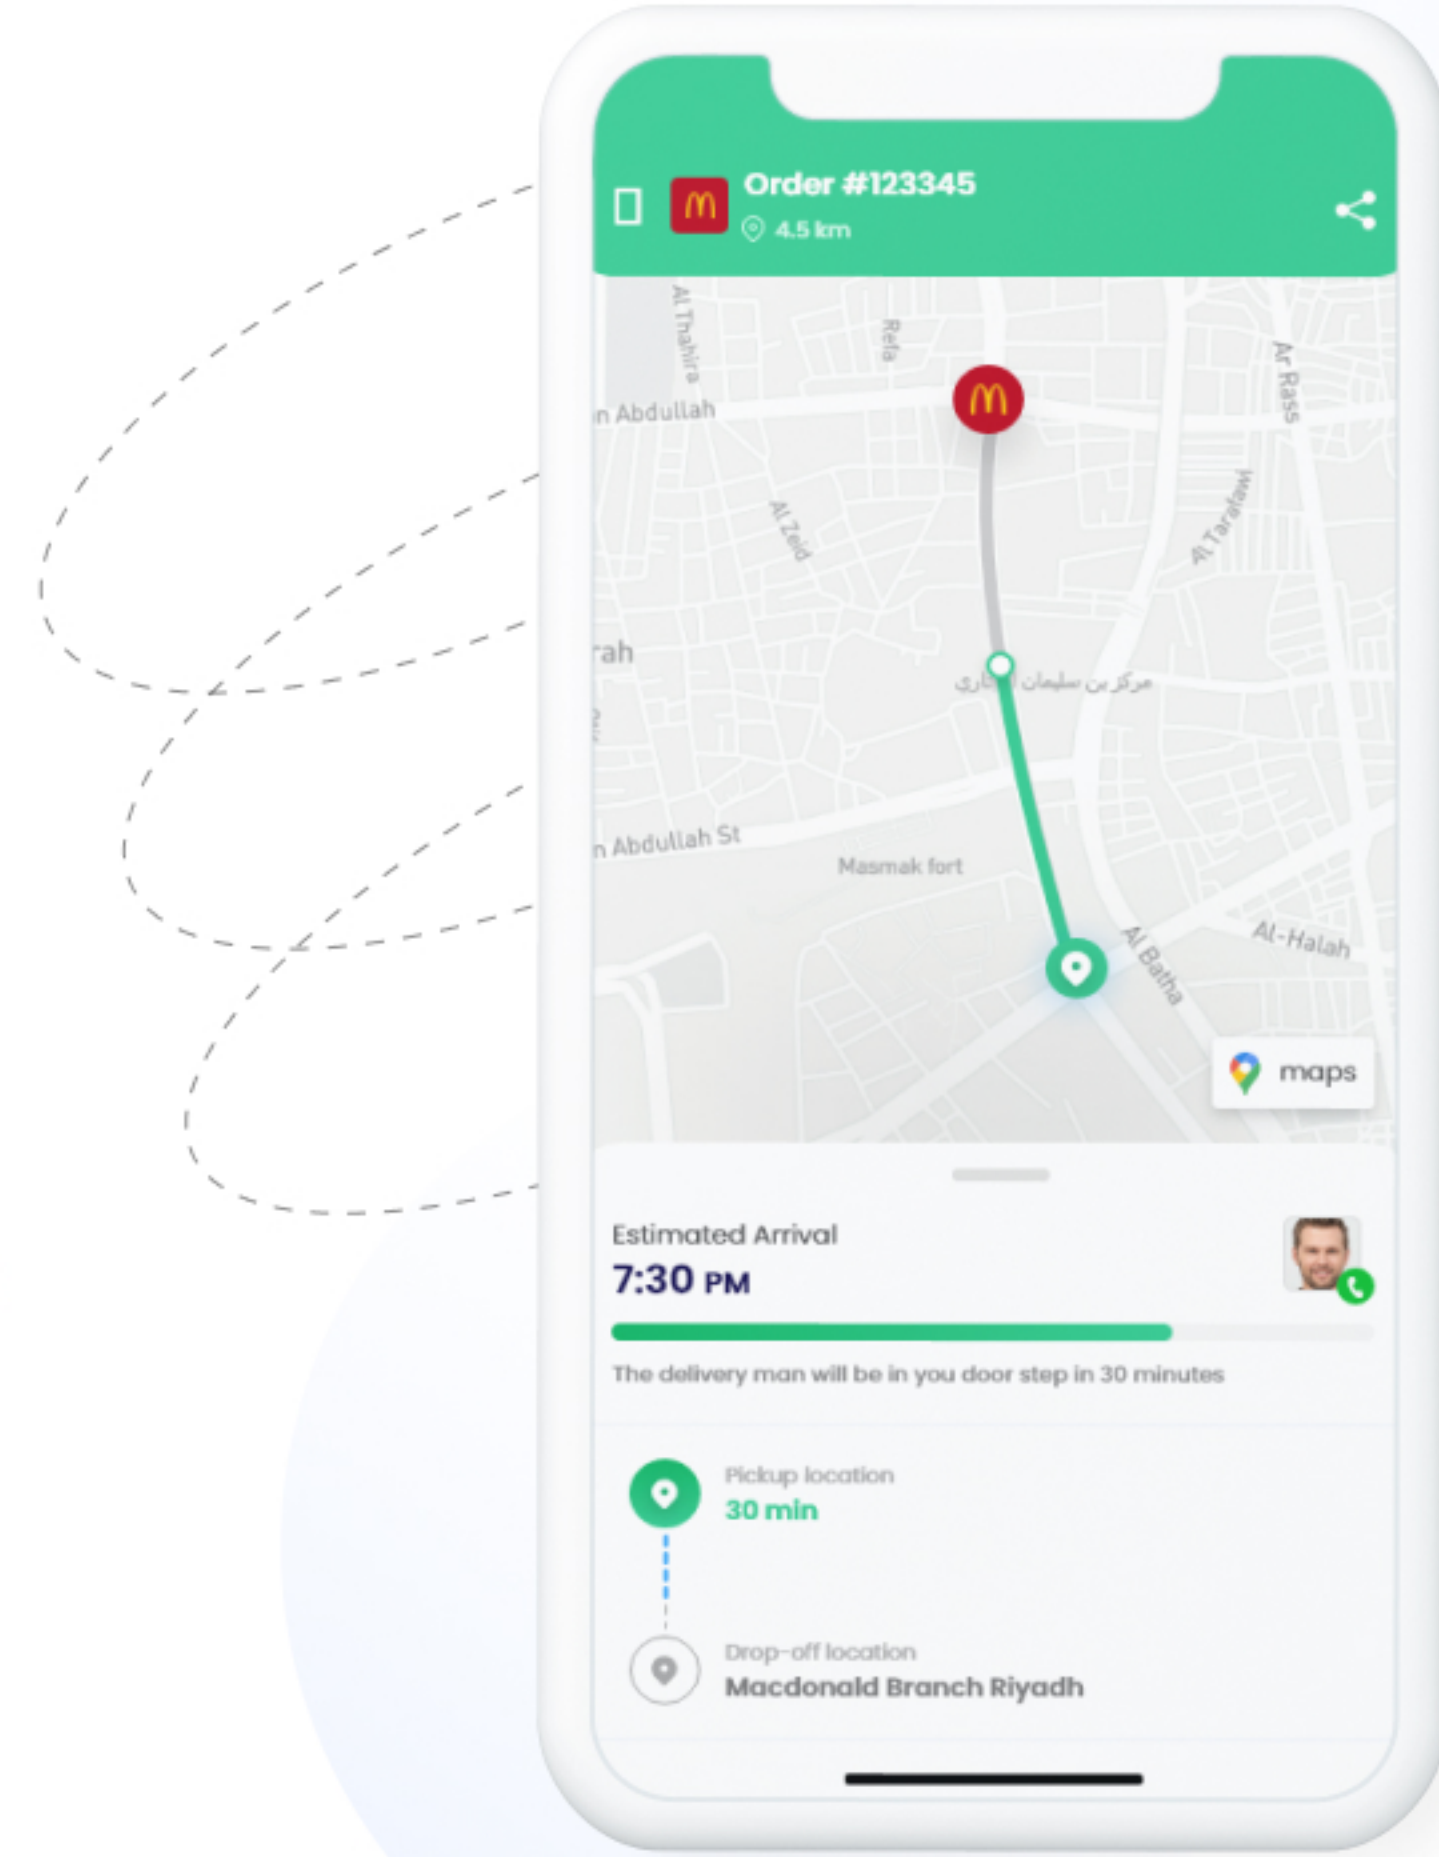 Order #123345
4.5 km
Al Thahira
Refa
Ar Rass
n Abdullah
Al Zeid
Al Tarafawi
rah
مركز بن سليمان
n Abdullah St
Masmak fort
Al-Halah
Al Batha
maps
Estimated Arrival
7:30 PM
The delivery man will be in you door step in 30 minutes
Pickup location
30 min
Drop-off location
Macdonald Branch Riyadh